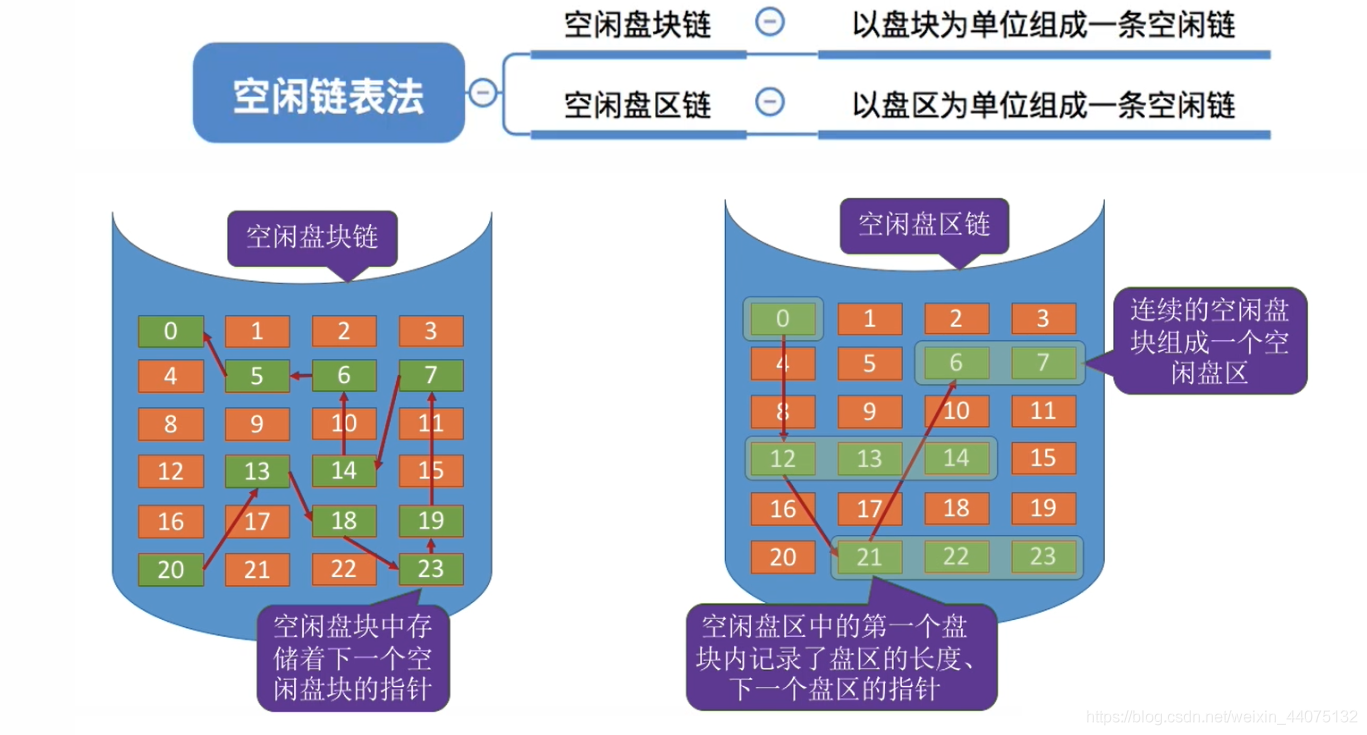 空闲链表法
空闲盘块链
以盘块为单位组成一条空闲链
空闲盘区链
以盘区为单位组成一条空闲链
空闲盘块链
0 1 2 3
4 5 6 7
8 9 10 11
12 13 14 15
16 17 18 19
20 21 22 23
空闲盘块中存
储着下一个空
闲盘块的指针
空闲盘区链
0 1 2 3
4 5 6 7
8 9 10 11
12 13 14 15
16 17 18 19
20 21 22 23
连续的空闲盘
块组成一个空
闲盘区
空闲盘区中的第一个盘
块内记录了盘区的长度、
下一个盘区的指针
https://blog.csdn.net/weixin_44075132